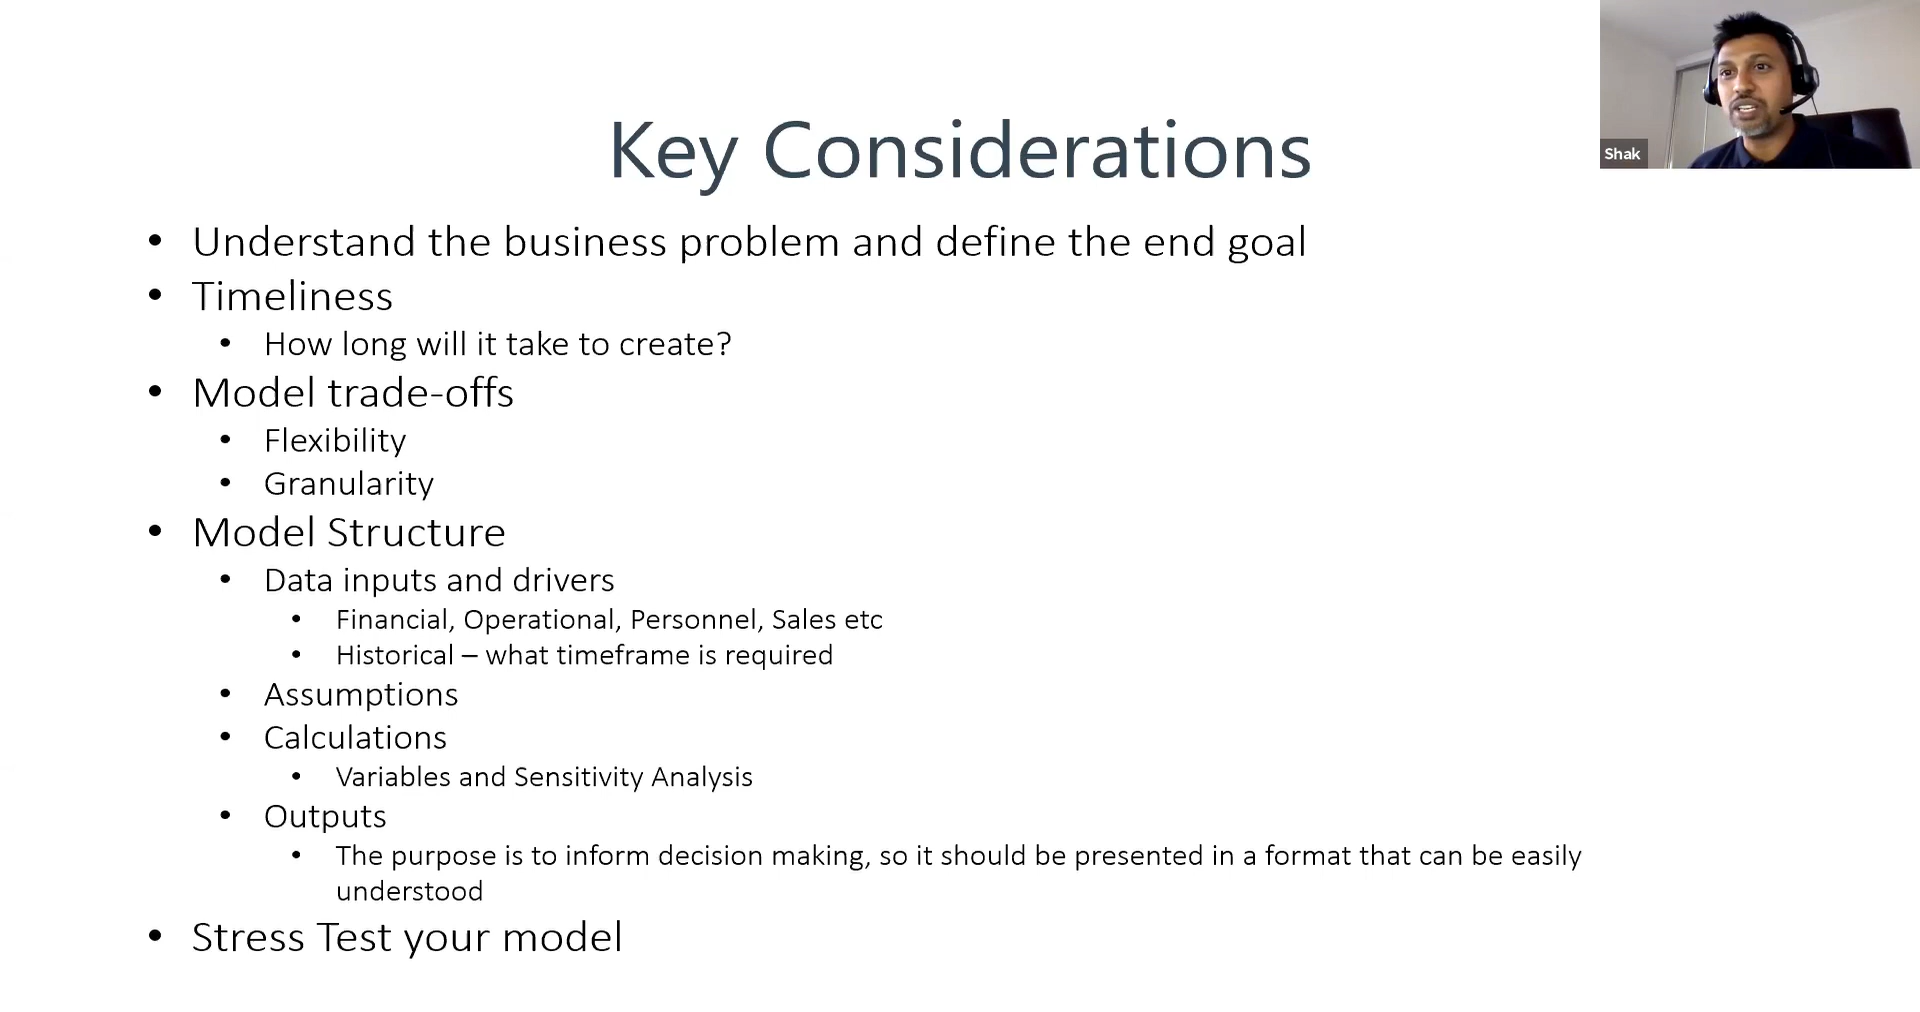 Shak
Key Considerations
• Understand the business problem and define the end goal
• Timeliness
• How long will it take to create?
• Model trade-offs
• Flexibility
• Granularity
• Model Structure
• Data inputs and drivers
• Financial, Operational, Personnel, Sales etc
• Historical – what timeframe is required
• Assumptions
• Calculations
• Variables and Sensitivity Analysis
• Outputs
• The purpose is to inform decision making, so it should be presented in a format that can be easily
understood
• Stress Test your model